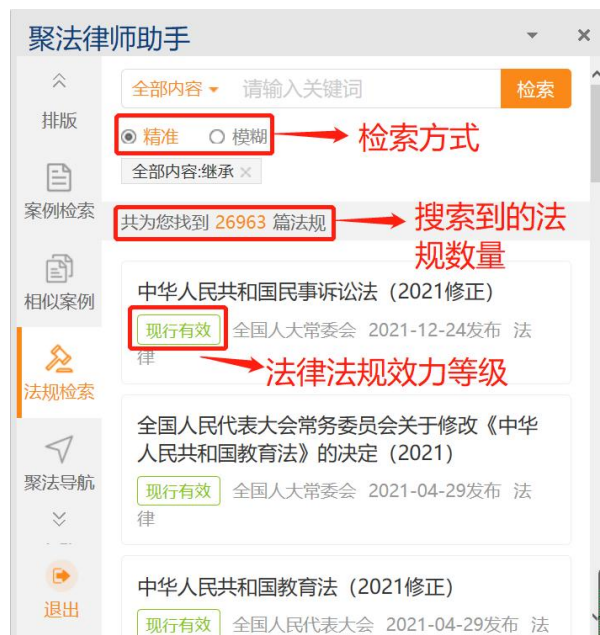 聚法律师助手
排版
案例检索
相似案例
法规检索
聚法导航
退出
全部内容 请输入关键词 检索
精准 模糊 检索方式
全部内容:继承 ×
共为您找到 26963 篇法规 搜索到的法
规数量
中华人民共和国民事诉讼法（2021修正）
现行有效 全国人大常委会 2021-12-24发布 法
律
法律法规效力等级
全国人民代表大会常务委员会关于修改《中华
人民共和国教育法》的决定（2021）
现行有效 全国人大常委会 2021-04-29发布 法
律
中华人民共和国教育法（2021修正）
现行有效 全国人民代表大会 2021-04-29发布 法